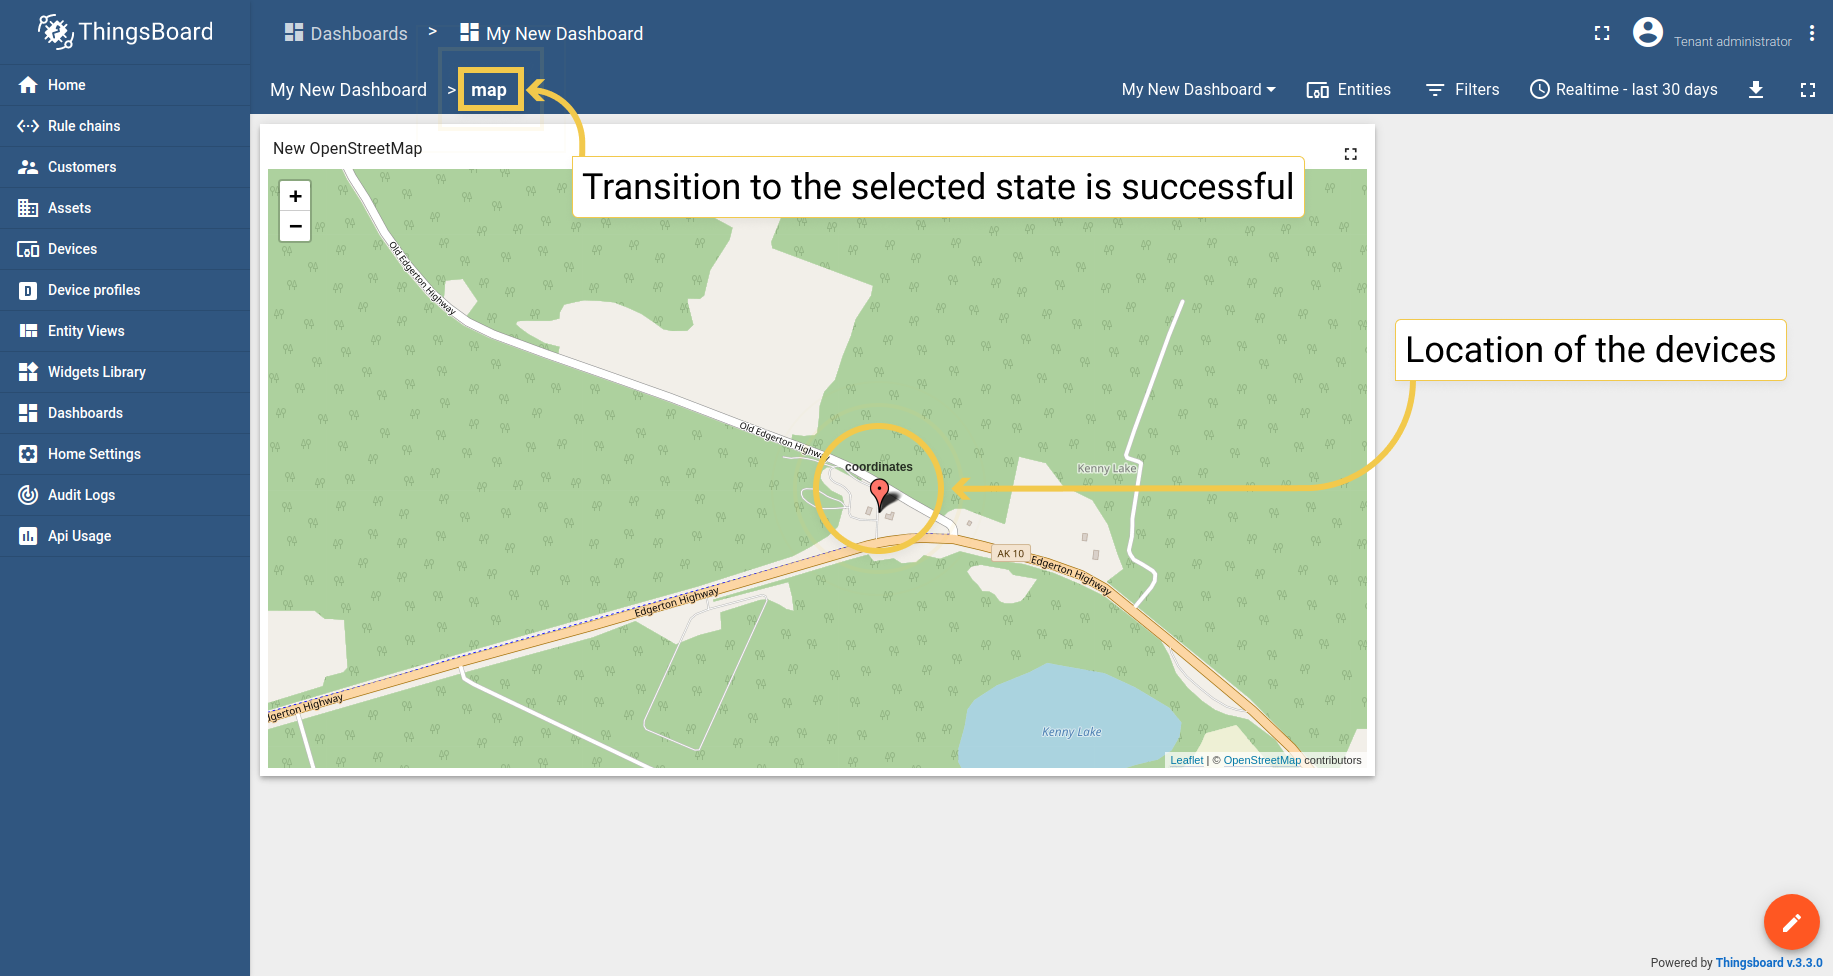 ThingsBoard
Dashboards > My New Dashboard
Tenant administrator
My New Dashboard > map
My New Dashboard
Entities
Filters
Realtime - last 30 days
Home
Rule chains
Customers
Assets
Devices
Device profiles
Entity Views
Widgets Library
Dashboards
Home Settings
Audit Logs
Api Usage
New OpenStreetMap
Transition to the selected state is successful
+
−
Old Edgerton Highway
Location of the devices
Old Edgerton Highway
coordinates
Kenny Lake
AK 10
Edgerton Highway
Edgerton Highway
dgerton Highway
Kenny Lake
Leaflet | © OpenStreetMap contributors
Powered by Thingsboard v.3.3.0